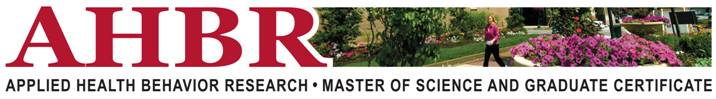 AHBR
APPLIED HEALTH BEHAVIOR RESEARCH • MASTER OF SCIENCE AND GRADUATE CERTIFICATE